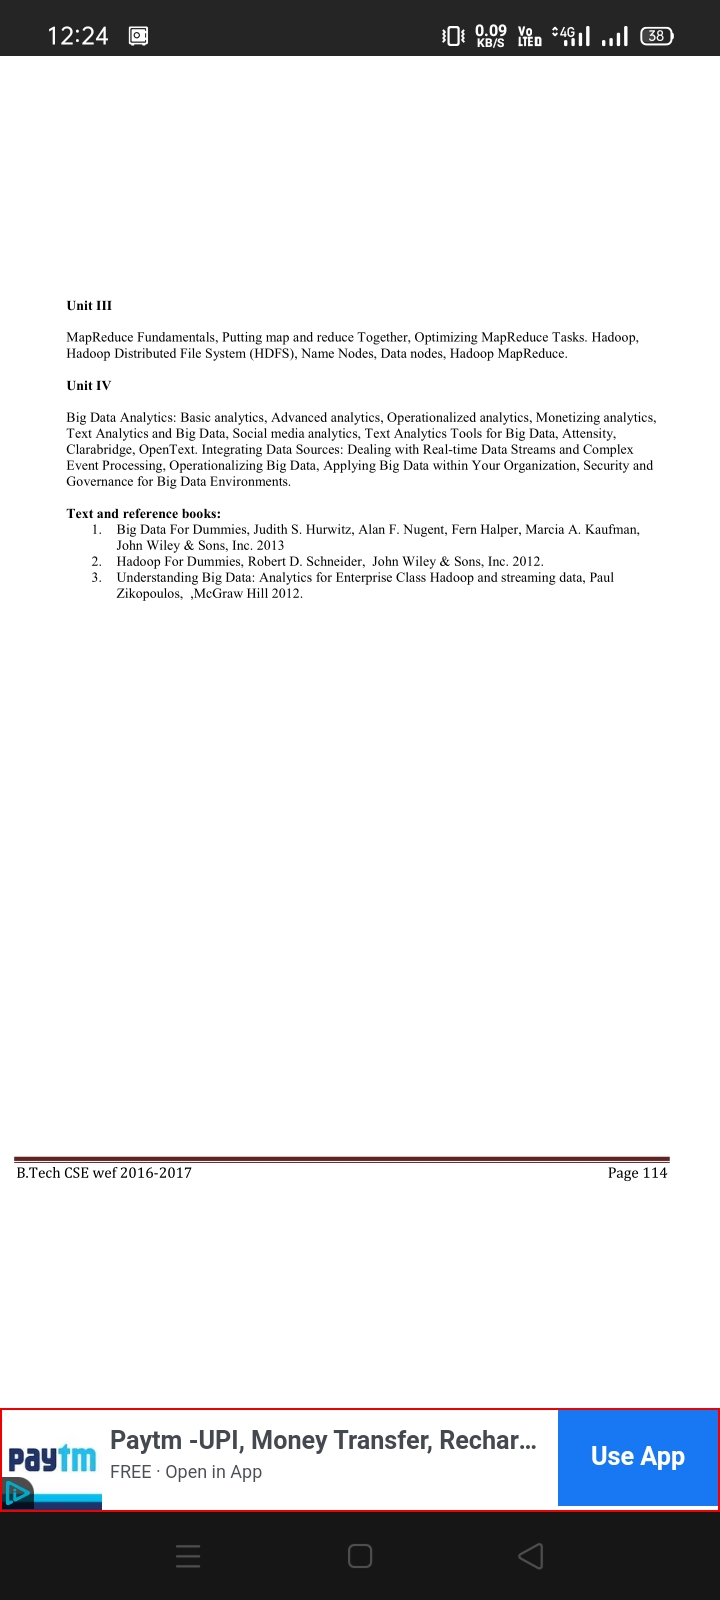 12:24
0.09
KB/S
Vo
LTE D
4G
38
Unit III
MapReduce Fundamentals, Putting map and reduce Together, Optimizing MapReduce Tasks. Hadoop,
Hadoop Distributed File System (HDFS), Name Nodes, Data nodes, Hadoop MapReduce.
Unit IV
Big Data Analytics: Basic analytics, Advanced analytics, Operationalized analytics, Monetizing analytics,
Text Analytics and Big Data, Social media analytics, Text Analytics Tools for Big Data, Attensity,
Clarabridge, OpenText. Integrating Data Sources: Dealing with Real-time Data Streams and Complex
Event Processing, Operationalizing Big Data, Applying Big Data within Your Organization, Security and
Governance for Big Data Environments.
Text and reference books:
1. Big Data For Dummies, Judith S. Hurwitz, Alan F. Nugent, Fern Halper, Marcia A. Kaufman,
John Wiley & Sons, Inc. 2013
2. Hadoop For Dummies, Robert D. Schneider,  John Wiley & Sons, Inc. 2012.
3. Understanding Big Data: Analytics for Enterprise Class Hadoop and streaming data, Paul
Zikopoulos,  ,McGraw Hill 2012.
B.Tech CSE wef 2016-2017 Page 114
paytm
Paytm -UPI, Money Transfer, Rechar...
FREE · Open in App
Use App